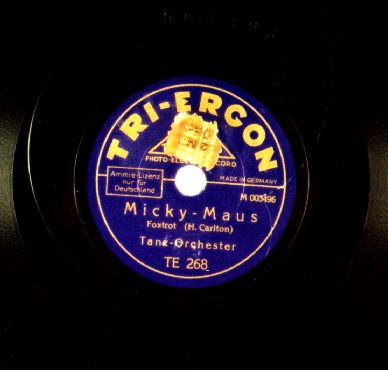 TRI-ERGON
PHOTO-ELECTRO-RECORD
Ammre-Lizenz
nur für
Deutschland
MADE IN GERMANY
M 003496
Micky-Maus
Foxtrot (H. Carlton)
Tanz-Orchester
TE 268